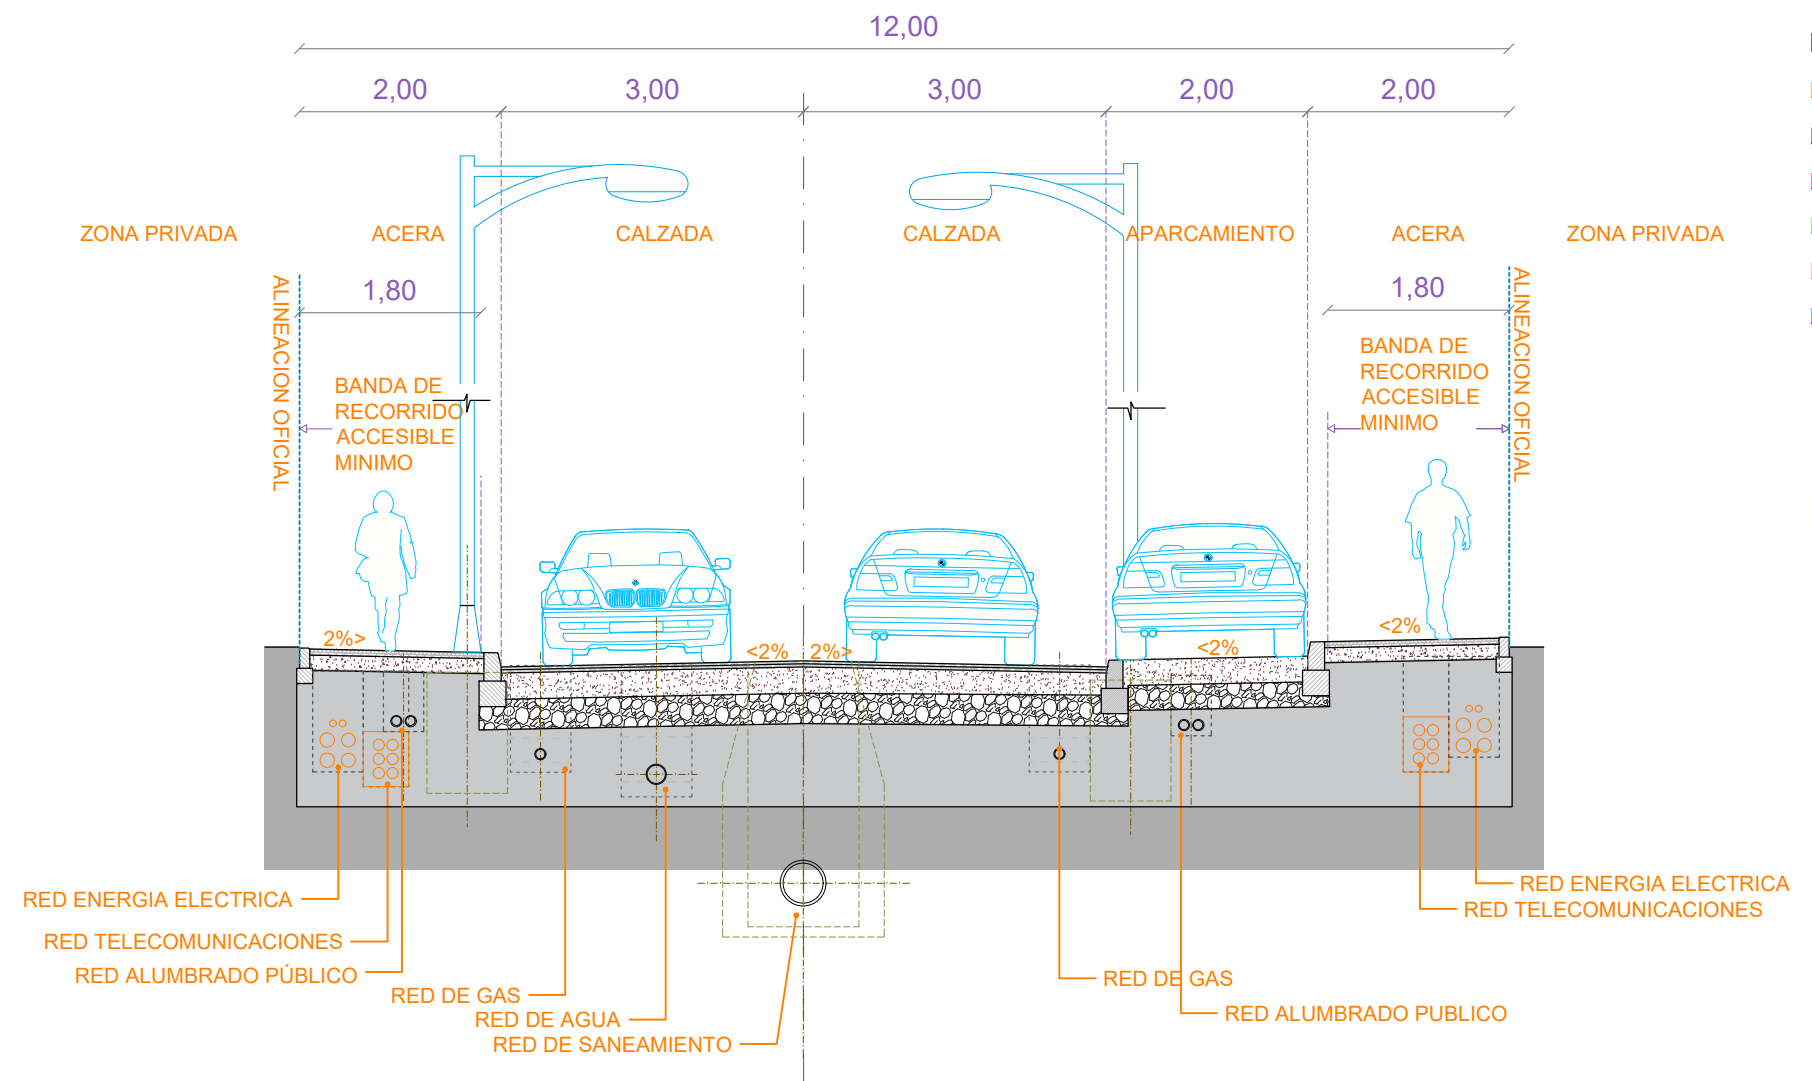 12,00
2,00 3,00 3,00 2,00 2,00
ZONA PRIVADA ACERA CALZADA CALZADA APARCAMIENTO ACERA ZONA PRIVADA
ALINEACION OFICIAL
1,80
BANDA DE
RECORRIDO
ACCESIBLE
MINIMO
1,80
BANDA DE
RECORRIDO
ACCESIBLE
MINIMO
ALINEACION OFICIAL
2%> <2% 2%> <2% <2%
RED ENERGIA ELECTRICA
RED TELECOMUNICACIONES
RED ALUMBRADO PÚBLICO
RED DE GAS
RED DE AGUA
RED DE SANEAMIENTO
RED ENERGIA ELECTRICA
RED TELECOMUNICACIONES
RED DE GAS
RED ALUMBRADO PUBLICO